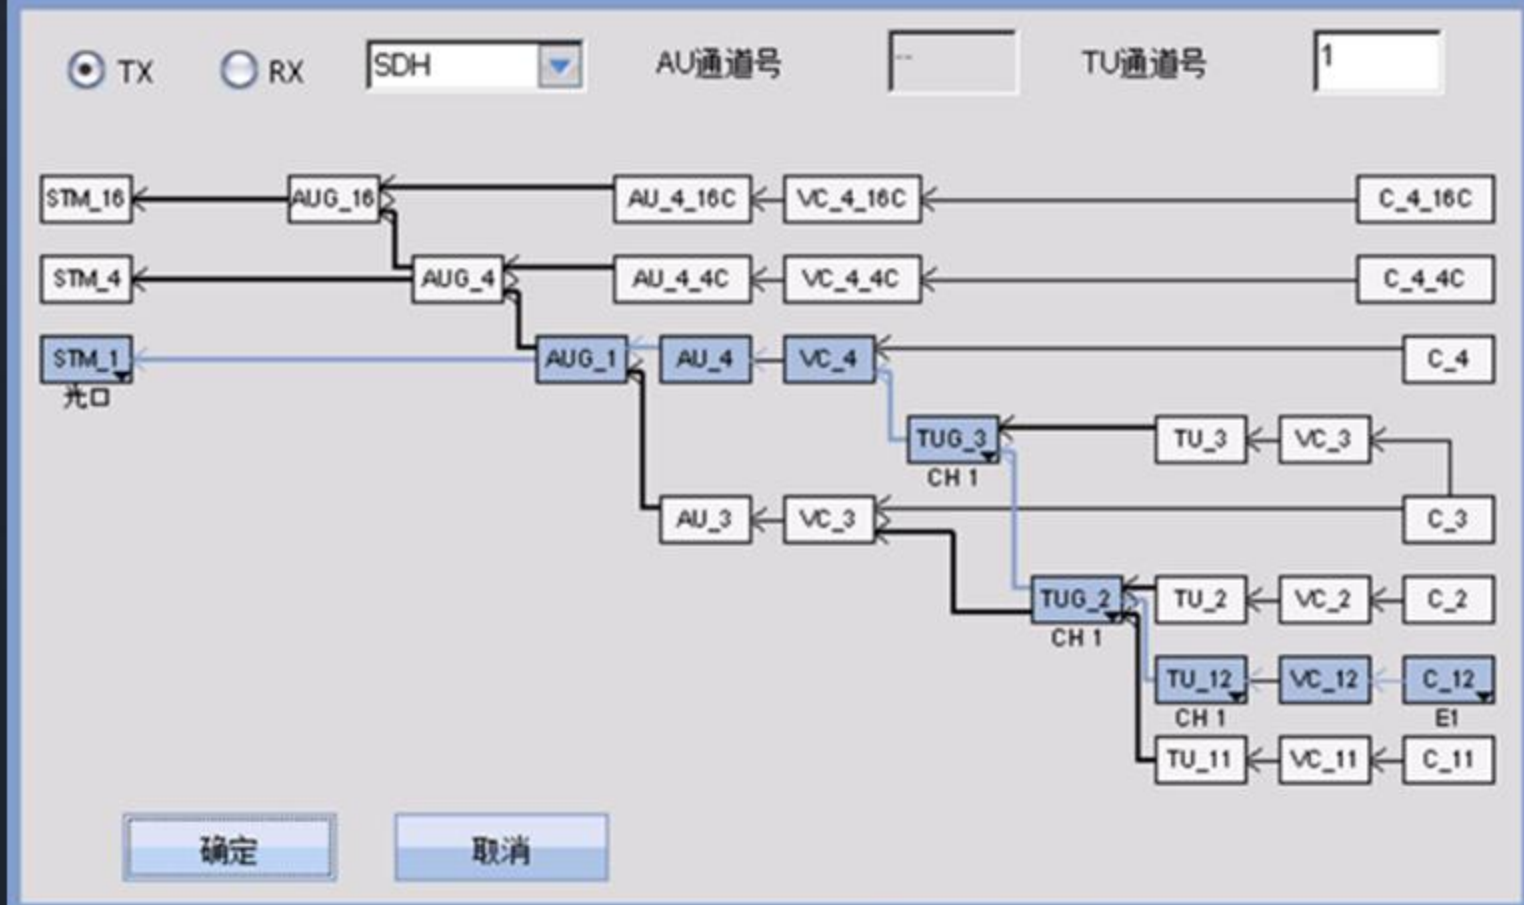 TX RX SDH AU通道号 -- TU通道号 1
STM_16 AUG_16 AU_4_16C VC_4_16C C_4_16C
STM_4 AUG_4 AU_4_4C VC_4_4C C_4_4C
STM_1 AUG_1 AU_4 VC_4 C_4
光口
TUG_3 TU_3 VC_3
CH 1
AU_3 VC_3 C_3
TUG_2 TU_2 VC_2 C_2
CH 1
TU_12 VC_12 C_12
CH 1 E1
TU_11 VC_11 C_11
确定 取消